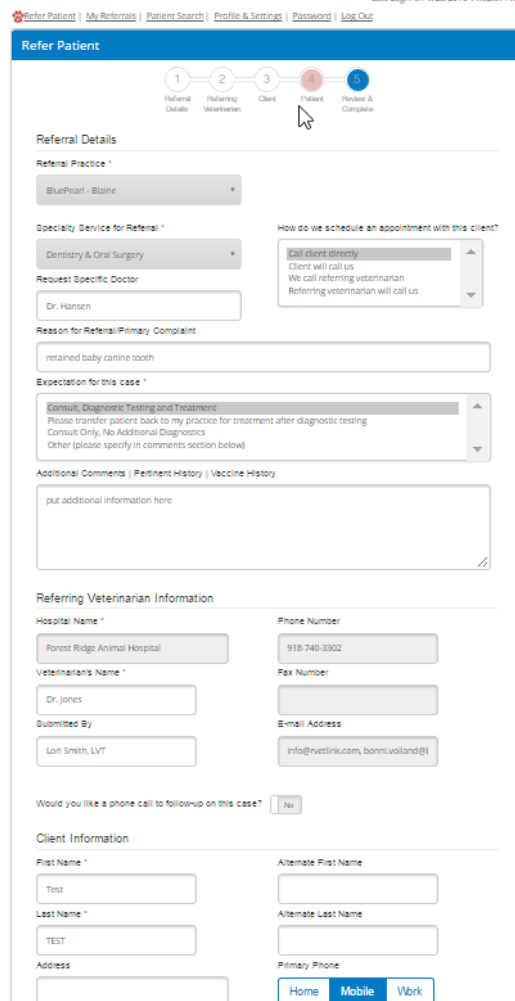 Refer Patient | My Referrals | Patient Search | Profile & Settings | Password | Log Out
Refer Patient
1 2 3 4 5
Referral Details Referring Veterinarian Client Patient Review & Complete
Referral Details
Referral Practice *
BluePearl - Blaine
Specialty Service for Referral * How do we schedule an appointment with this client?
Dentistry & Oral Surgery
Call client directly
Client will call us
We call referring veterinarian
Referring veterinarian will call us
Request Specific Doctor
Dr. Hansen
Reason for Referral/Primary Complaint
retained baby canine tooth
Expectation for this case *
Consult, Diagnostic Testing and Treatment
Please transfer patient back to my practice for treatment after diagnostic testing
Consult Only, No Additional Diagnostics
Other (please specify in comments section below)
Additional Comments | Pertinent History | Vaccine History
put additional information here
Referring Veterinarian Information
Hospital Name * Phone Number
Forest Ridge Animal Hospital 918-740-3302
Veterinarian's Name * Fax Number
Dr. Jones
Submitted By E-mail Address
Lori Smith, LVT info@rvetlink.com, bonni.voiland@
Would you like a phone call to follow-up on this case? No
Client Information
First Name * Alternate First Name
Test
Last Name * Alternate Last Name
TEST
Address Primary Phone
Home Mobile Work